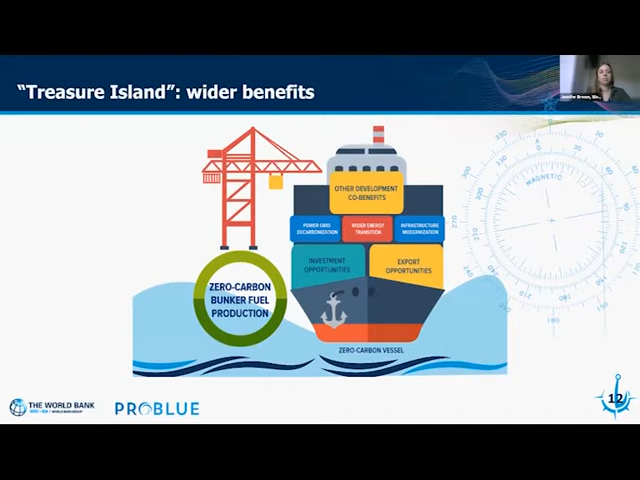 "Treasure Island": wider benefits
OTHER DEVELOPMENT
CO-BENEFITS
POWER GRID
DECARBONIZATION
WIDER ENERGY
TRANSITION
INFRASTRUCTURE
MODERNIZATION
INVESTMENT
OPPORTUNITIES
EXPORT
OPPORTUNITIES
ZERO-CARBON
BUNKER FUEL
PRODUCTION
ZERO-CARBON VESSEL
MAGNETIC
THE WORLD BANK
PROBLUE
12